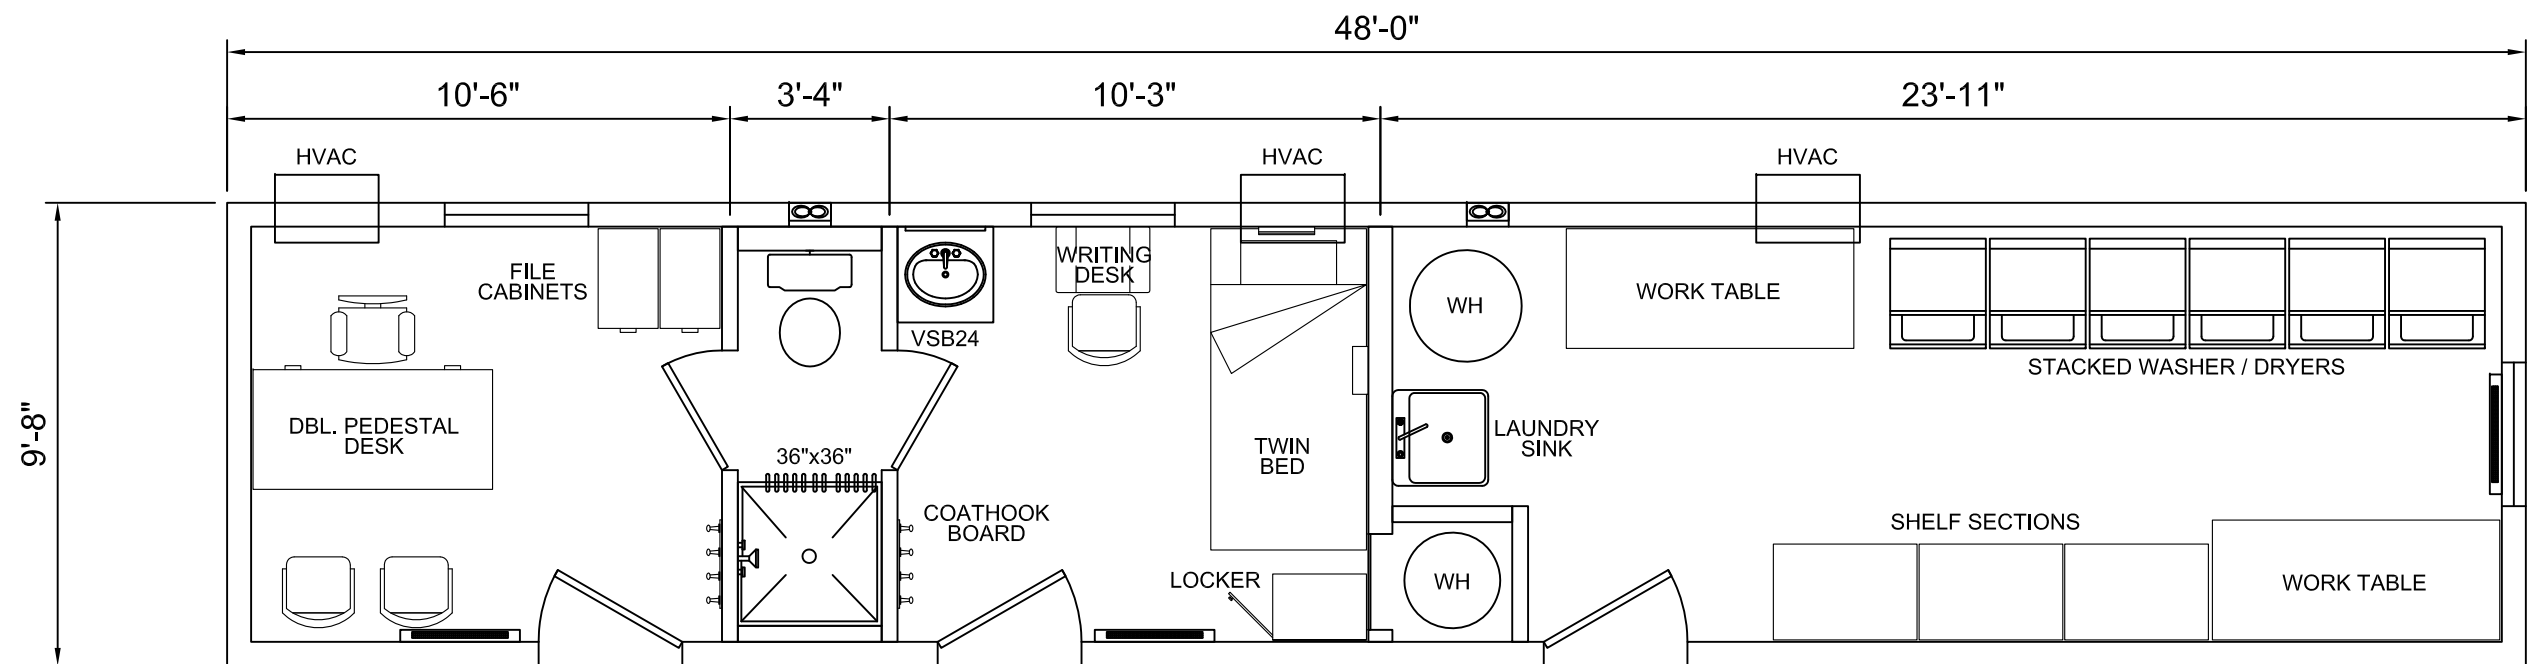 48'-0"
10'-6"
3'-4"
10'-3"
23'-11"
HVAC
HVAC
HVAC
9'-8"
FILE
CABINETS
DBL. PEDESTAL
DESK
36"x36"
VSB24
WRITING
DESK
COATHOOK
BOARD
TWIN
BED
LOCKER
WH
WORK TABLE
STACKED WASHER / DRYERS
LAUNDRY
SINK
WH
SHELF SECTIONS
WORK TABLE